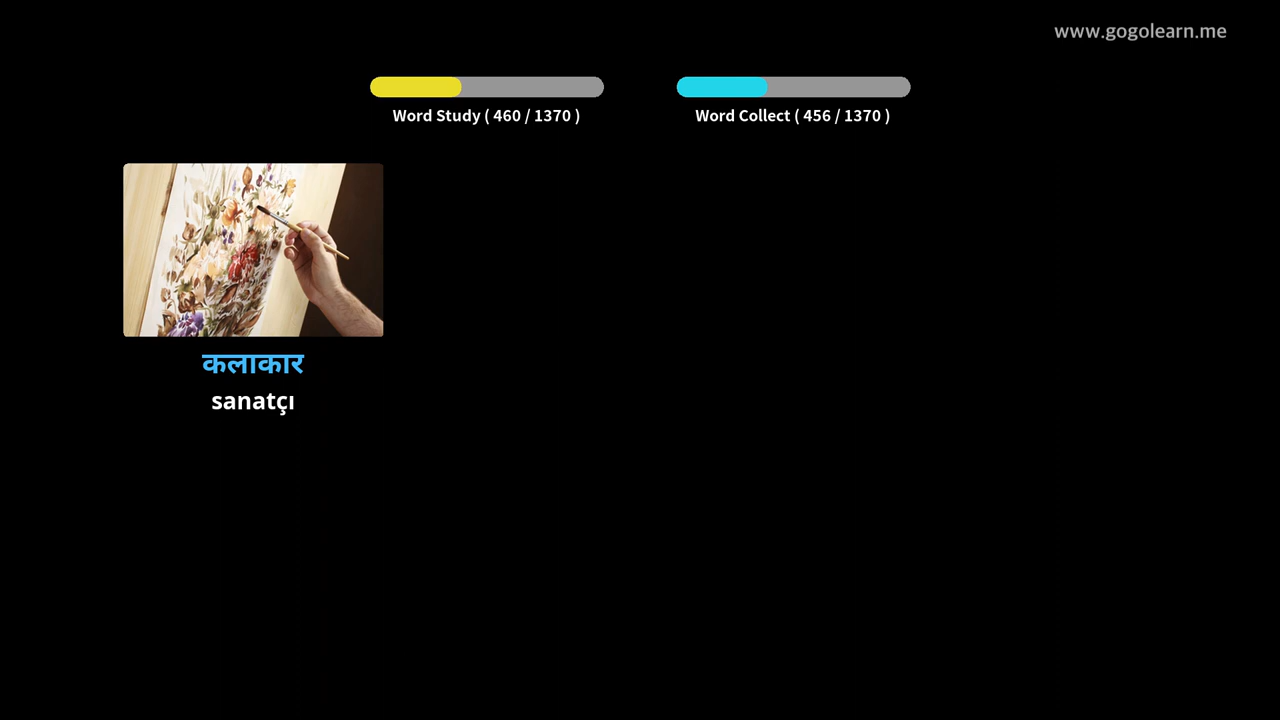 www.gogolearn.me
Word Study ( 460 / 1370 )
Word Collect ( 456 / 1370 )
कलाकार
sanatçı